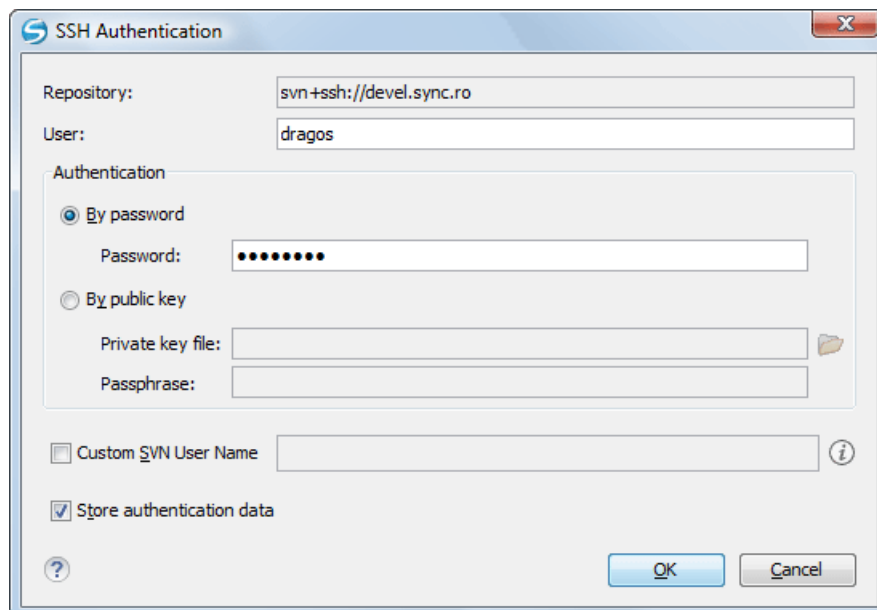 SSH Authentication
Repository: svn+ssh://devel.sync.ro
User: dragos
Authentication
By password
Password: ••••••••
By public key
Private key file:
Passphrase:
Custom SVN User Name
Store authentication data
OK Cancel